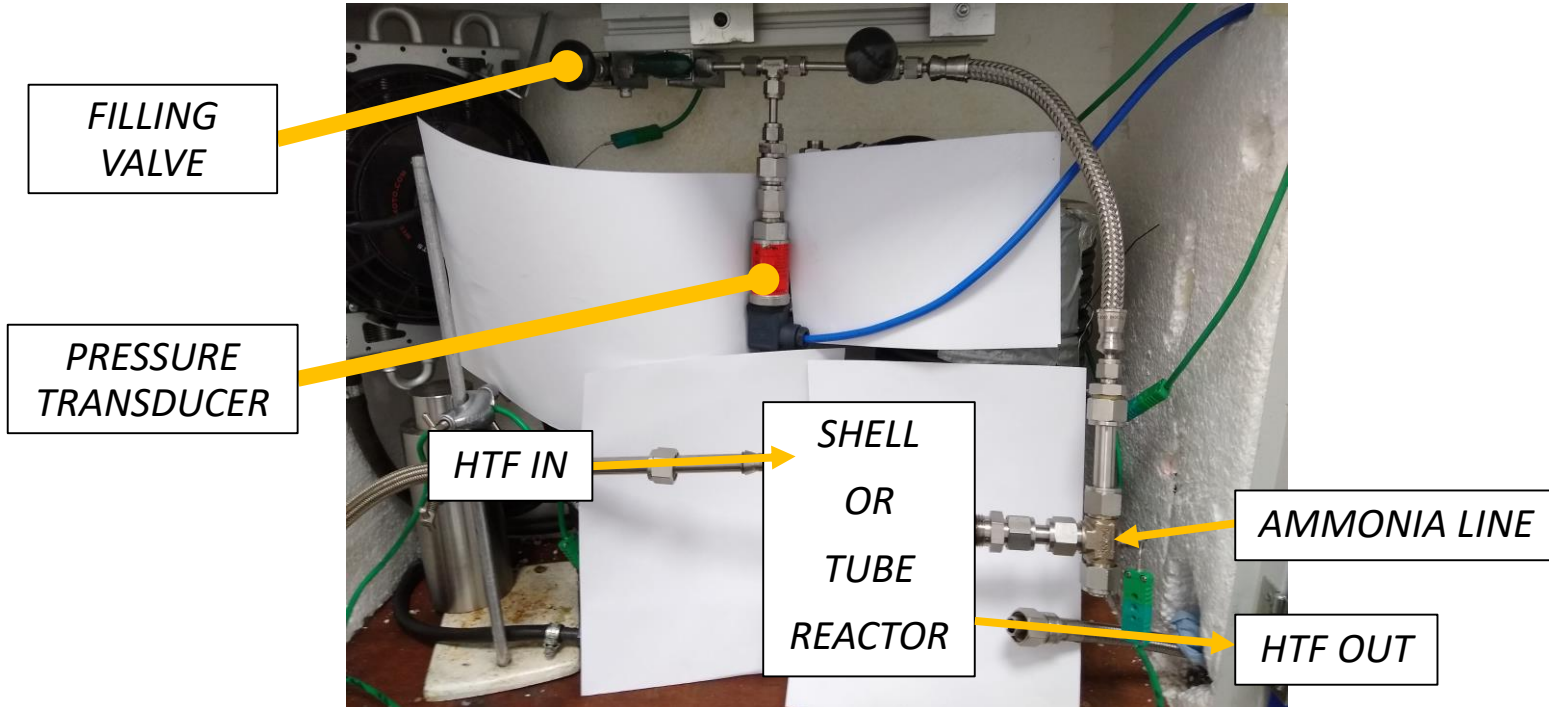 FILLING
VALVE
PRESSURE
TRANSDUCER
HTF IN
SHELL
OR
TUBE
REACTOR
AMMONIA LINE
HTF OUT